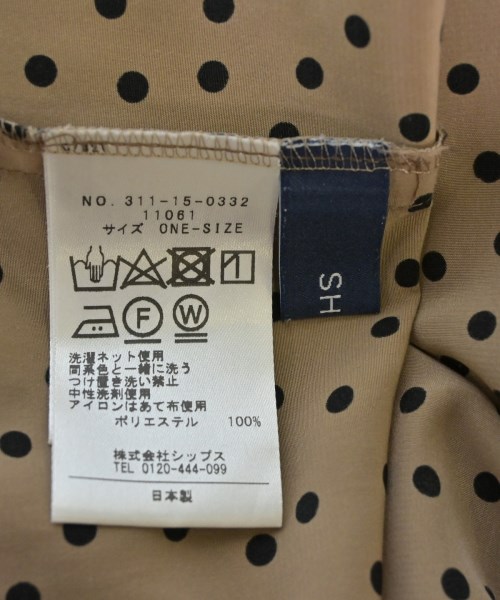 NO. 311-15-0332
11061
サイズ ONE-SIZE
F W
洗濯ネット使用
同系色と一緒に洗う
つけ置き洗い禁止
中性洗剤使用
アイロンはあて布使用
ポリエステル 100%
株式会社シップス
TEL 0120-444-099
日本製
SH